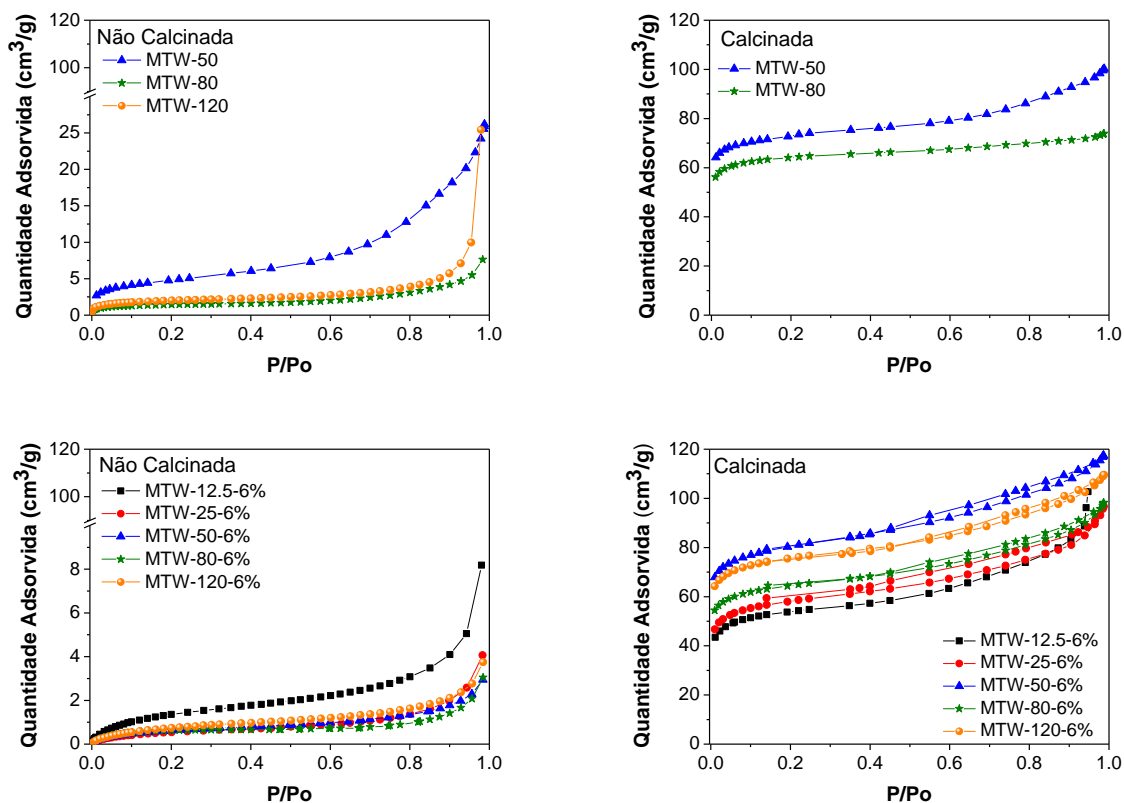 Não Calcinada
MTW-50
MTW-80
MTW-120
Quantidade Adsorvida (cm³/g)
120
100
25
20
15
10
5
0
0.0 0.2 0.4 0.6 0.8 1.0
P/Po
Calcinada
MTW-50
MTW-80
Quantidade Adsorvida (cm³/g)
120
100
80
60
40
20
0
0.0 0.2 0.4 0.6 0.8 1.0
P/Po
Não Calcinada
MTW-12.5-6%
MTW-25-6%
MTW-50-6%
MTW-80-6%
MTW-120-6%
Quantidade Adsorvida (cm³/g)
120
100
8
6
4
2
0
0.0 0.2 0.4 0.6 0.8 1.0
P/Po
Calcinada
MTW-12.5-6%
MTW-25-6%
MTW-50-6%
MTW-80-6%
MTW-120-6%
Quantidade Adsorvida (cm³/g)
120
100
80
60
40
20
0
0.0 0.2 0.4 0.6 0.8 1.0
P/Po